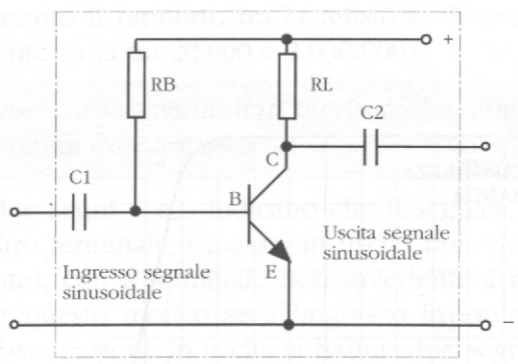 +
RB
RL
C2
C
C1
B
Uscita segnale
sinusoidale
E
Ingresso segnale
sinusoidale
−